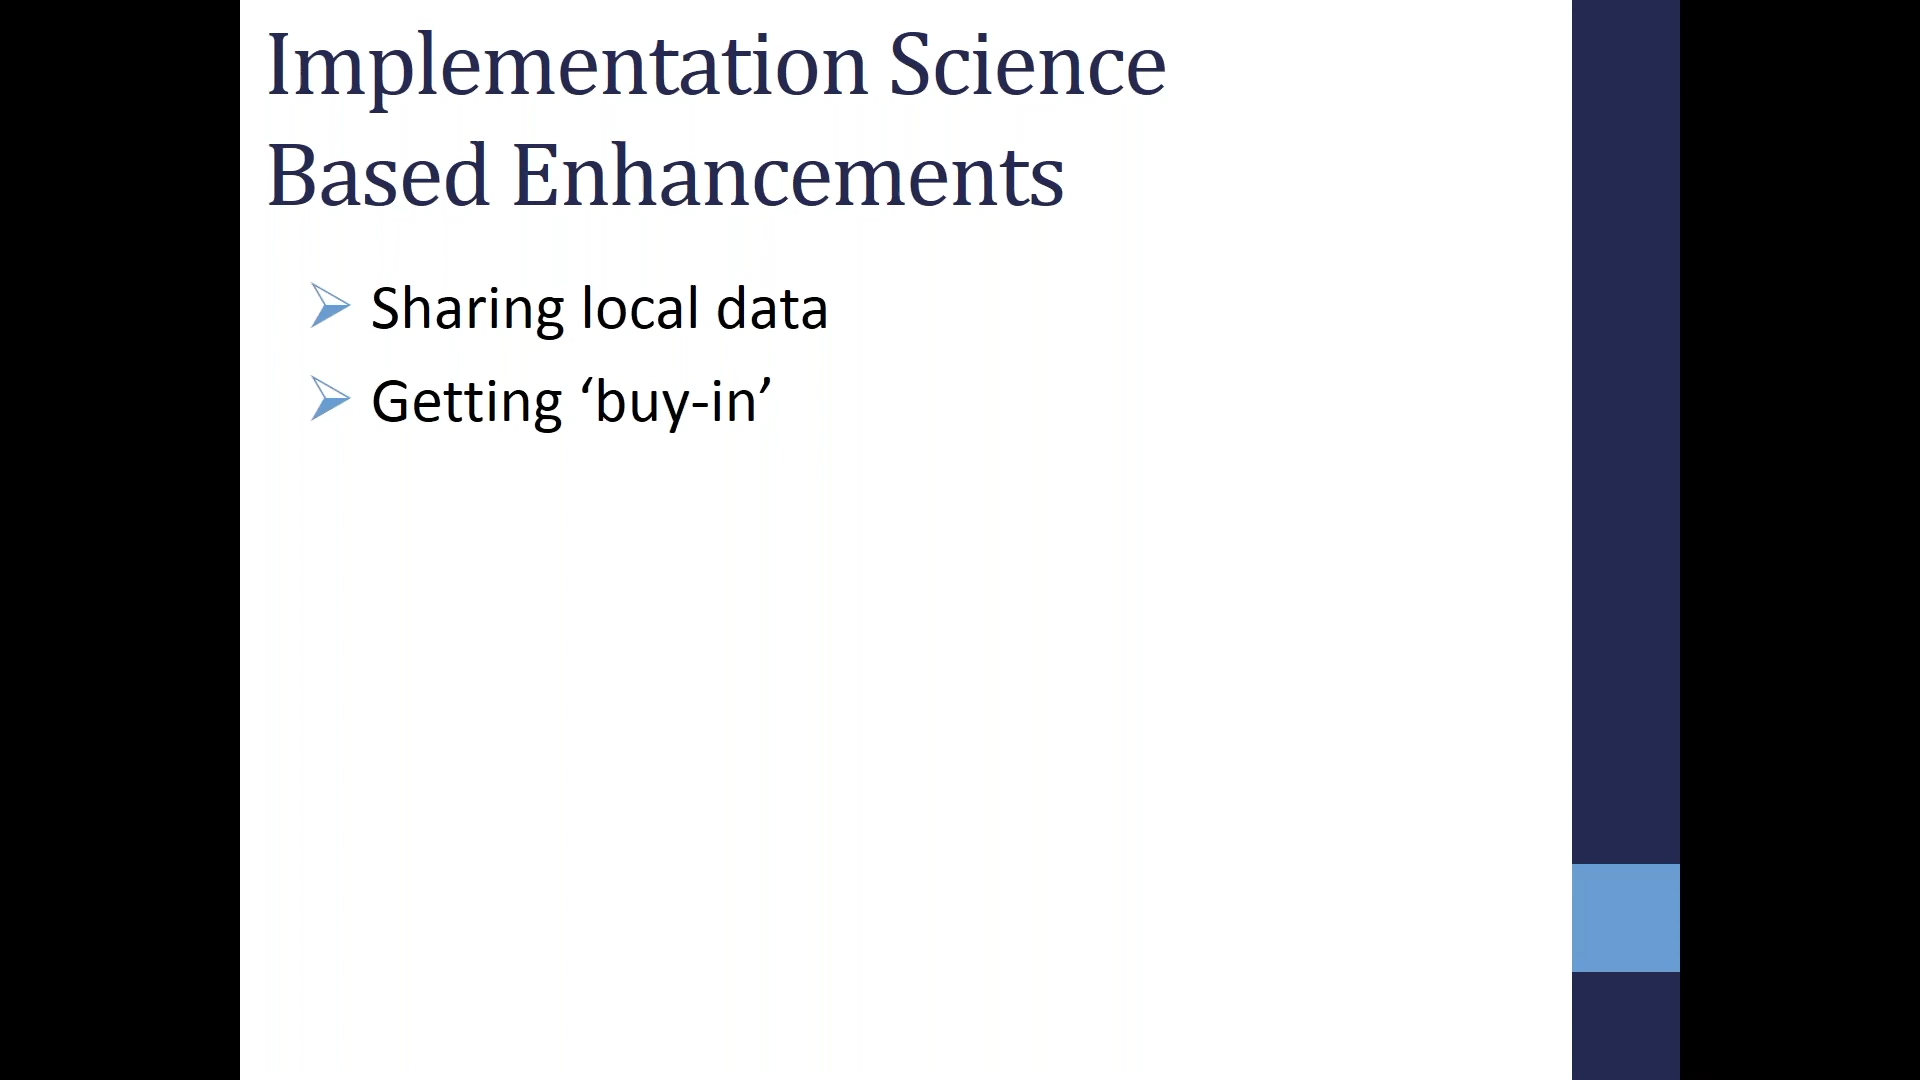 Implementation Science
Based Enhancements
Sharing local data
Getting ‘buy-in’